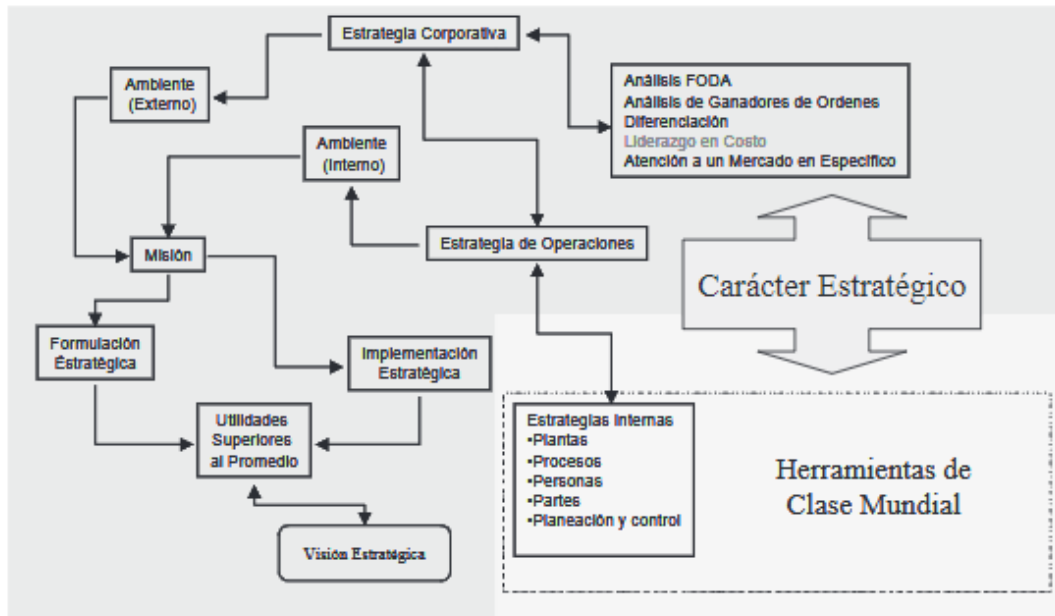 Estrategia Corporativa
Ambiente
(Externo)
Análisis FODA
Análisis de Ganadores de Ordenes
Diferenciación
Liderazgo en Costo
Atención a un Mercado en Especifico
Ambiente
(Interno)
Misión
Estrategia de Operaciones
Carácter Estratégico
Formulación
Éstratégica
Implementación
Estratégica
Utilidades
Superiores
al Promedio
Estrategias Internas
•Plantas
•Procesos
•Personas
•Partes
•Planeación y control
Herramientas de
Clase Mundial
Visión Estratégica